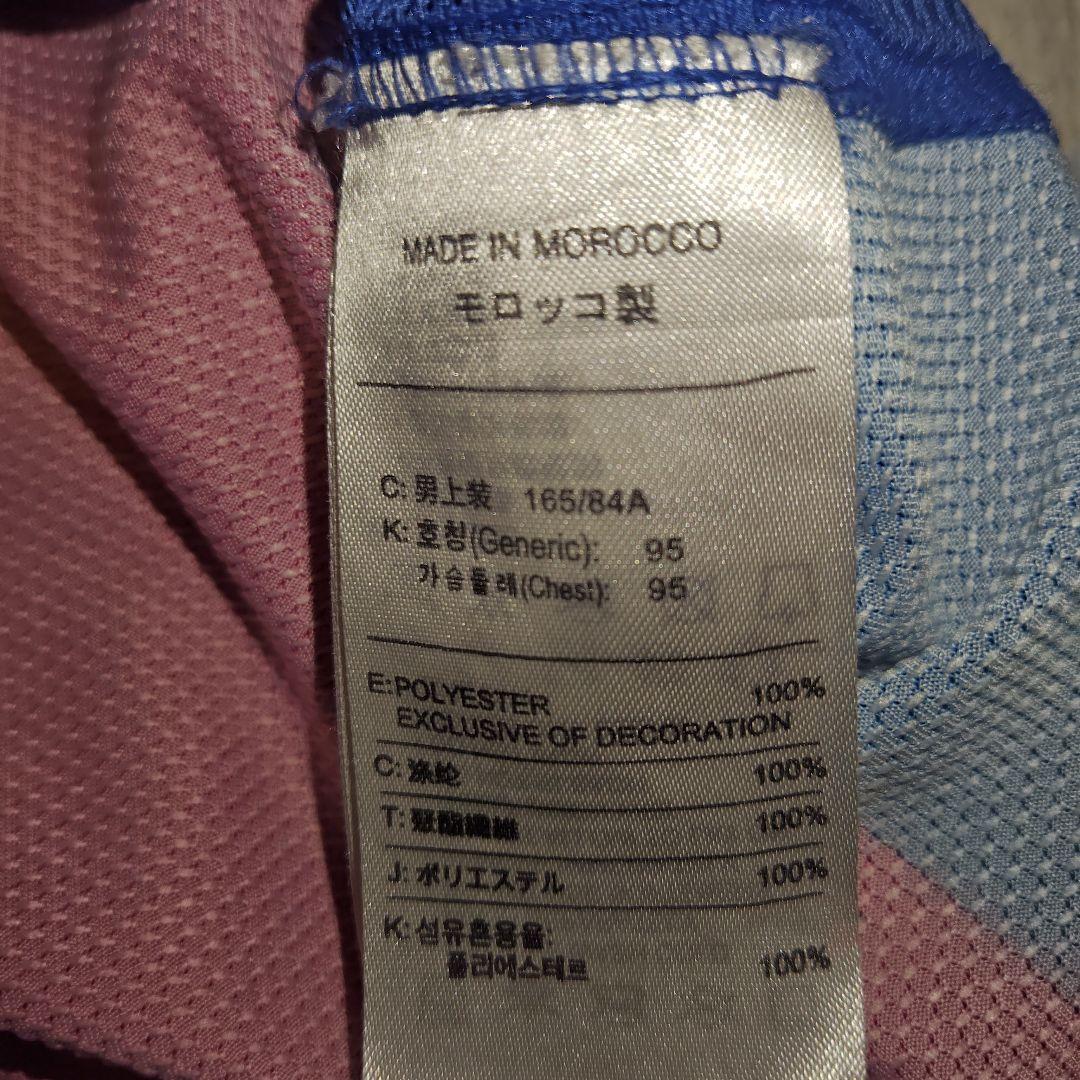 MADE IN MOROCCO
モロッコ製
C: 男上裝 165/84A
K: 호칭(Generic): 95
가슴둘레(Chest): 95
E: POLYESTER 100%
EXCLUSIVE OF DECORATION
C: 涤纶 100%
T: 聚酯纖維 100%
J: ポリエステル 100%
K: 섬유혼용율:
폴리에스테르 100%